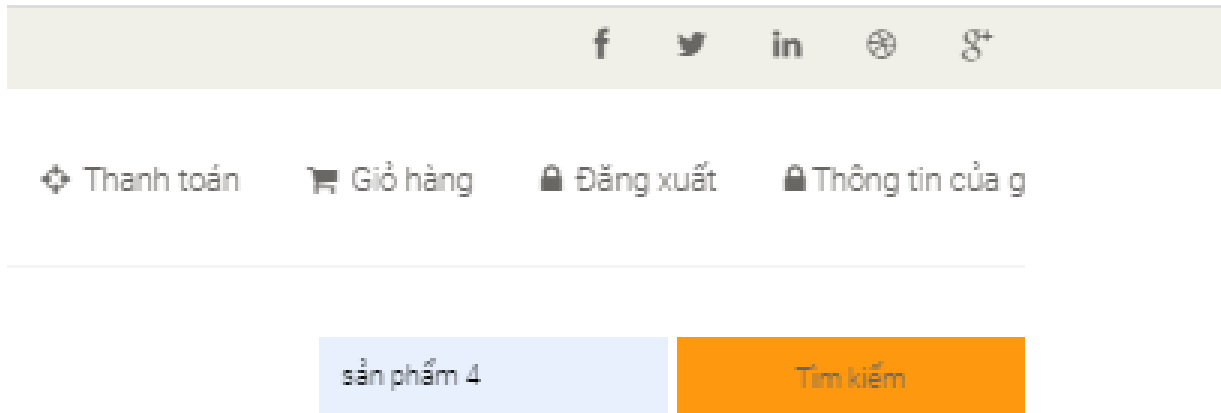 Thanh toán Giỏ hàng Đăng xuất Thông tin của g
sản phẩm 4 Tìm kiếm